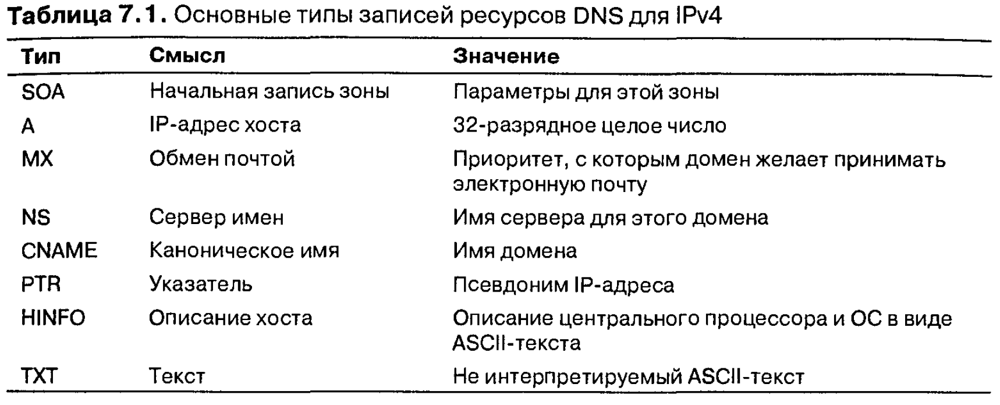 Таблица 7.1. Основные типы записей ресурсов DNS для IPv4
Тип Смысл Значение
SOA Начальная запись зоны Параметры для этой зоны
A IP-адрес хоста 32-разрядное целое число
MX Обмен почтой Приоритет, с которым домен желает принимать
электронную почту
NS Сервер имен Имя сервера для этого домена
CNAME Каноническое имя Имя домена
PTR Указатель Псевдоним IP-адреса
HINFO Описание хоста Описание центрального процессора и ОС в виде
ASCII-текста
TXT Текст Не интерпретируемый ASCII-текст